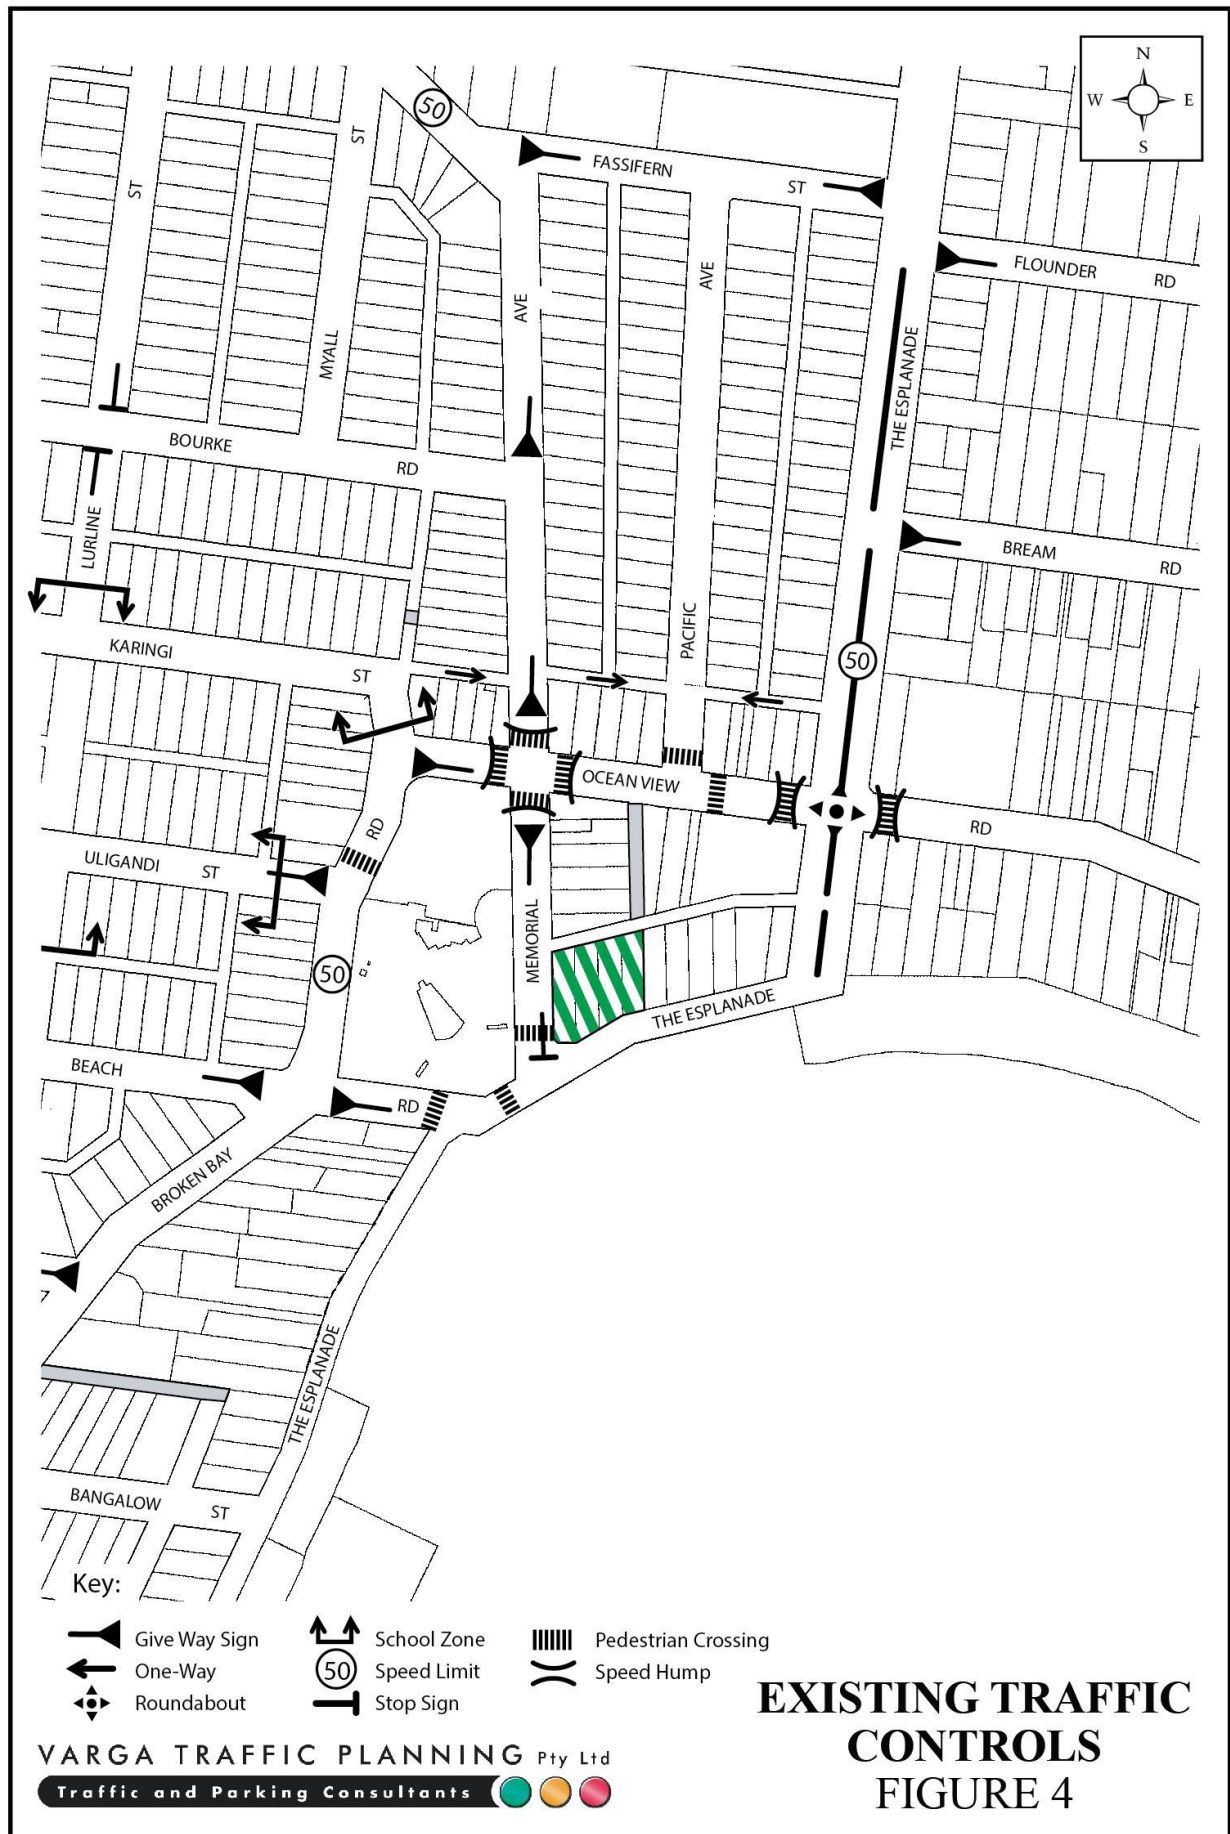 N
W E
S
50
ST
ST
FASSIFERN
ST
FLOUNDER
RD
AVE
AVE
MYALL
THE ESPLANADE
BOURKE
RD
LURLINE
BREAM
RD
PACIFIC
KARINGI
ST
50
OCEAN VIEW
RD
RD
ULIGANDI
ST
MEMORIAL
50
THE ESPLANADE
BEACH
RD
BROKEN BAY
THE ESPLANADE
BANGALOW
ST
Key:
Give Way Sign
One-Way
Roundabout
School Zone
50 Speed Limit
Stop Sign
Pedestrian Crossing
Speed Hump
EXISTING TRAFFIC
CONTROLS
FIGURE 4
VARGA TRAFFIC PLANNING Pty Ltd
Traffic and Parking Consultants